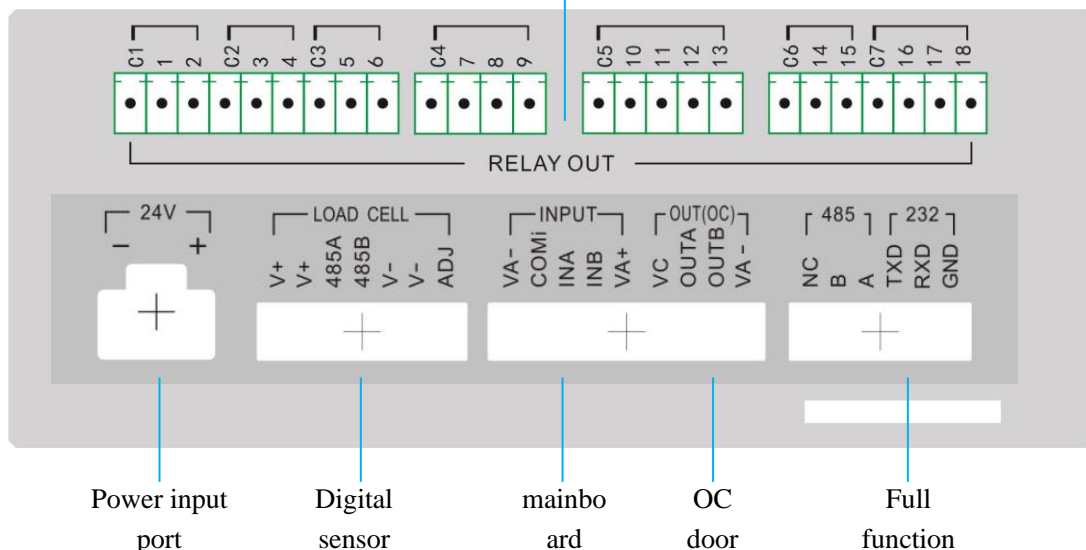 C1 1 2 C2 3 4 C3 5 6 C4 7 8 9 C5 10 11 12 13 C6 14 15 C7 16 17 18
RELAY OUT
24V LOAD CELL INPUT OUT(OC) 485 232
- +
V+ V+ 485A 485B V- V- ADJ VA- COMi INA INB VA+ VC OUTA OUTB VA- NC B A TXD RXD GND
Power input Digital mainbo OC Full
port sensor ard door function